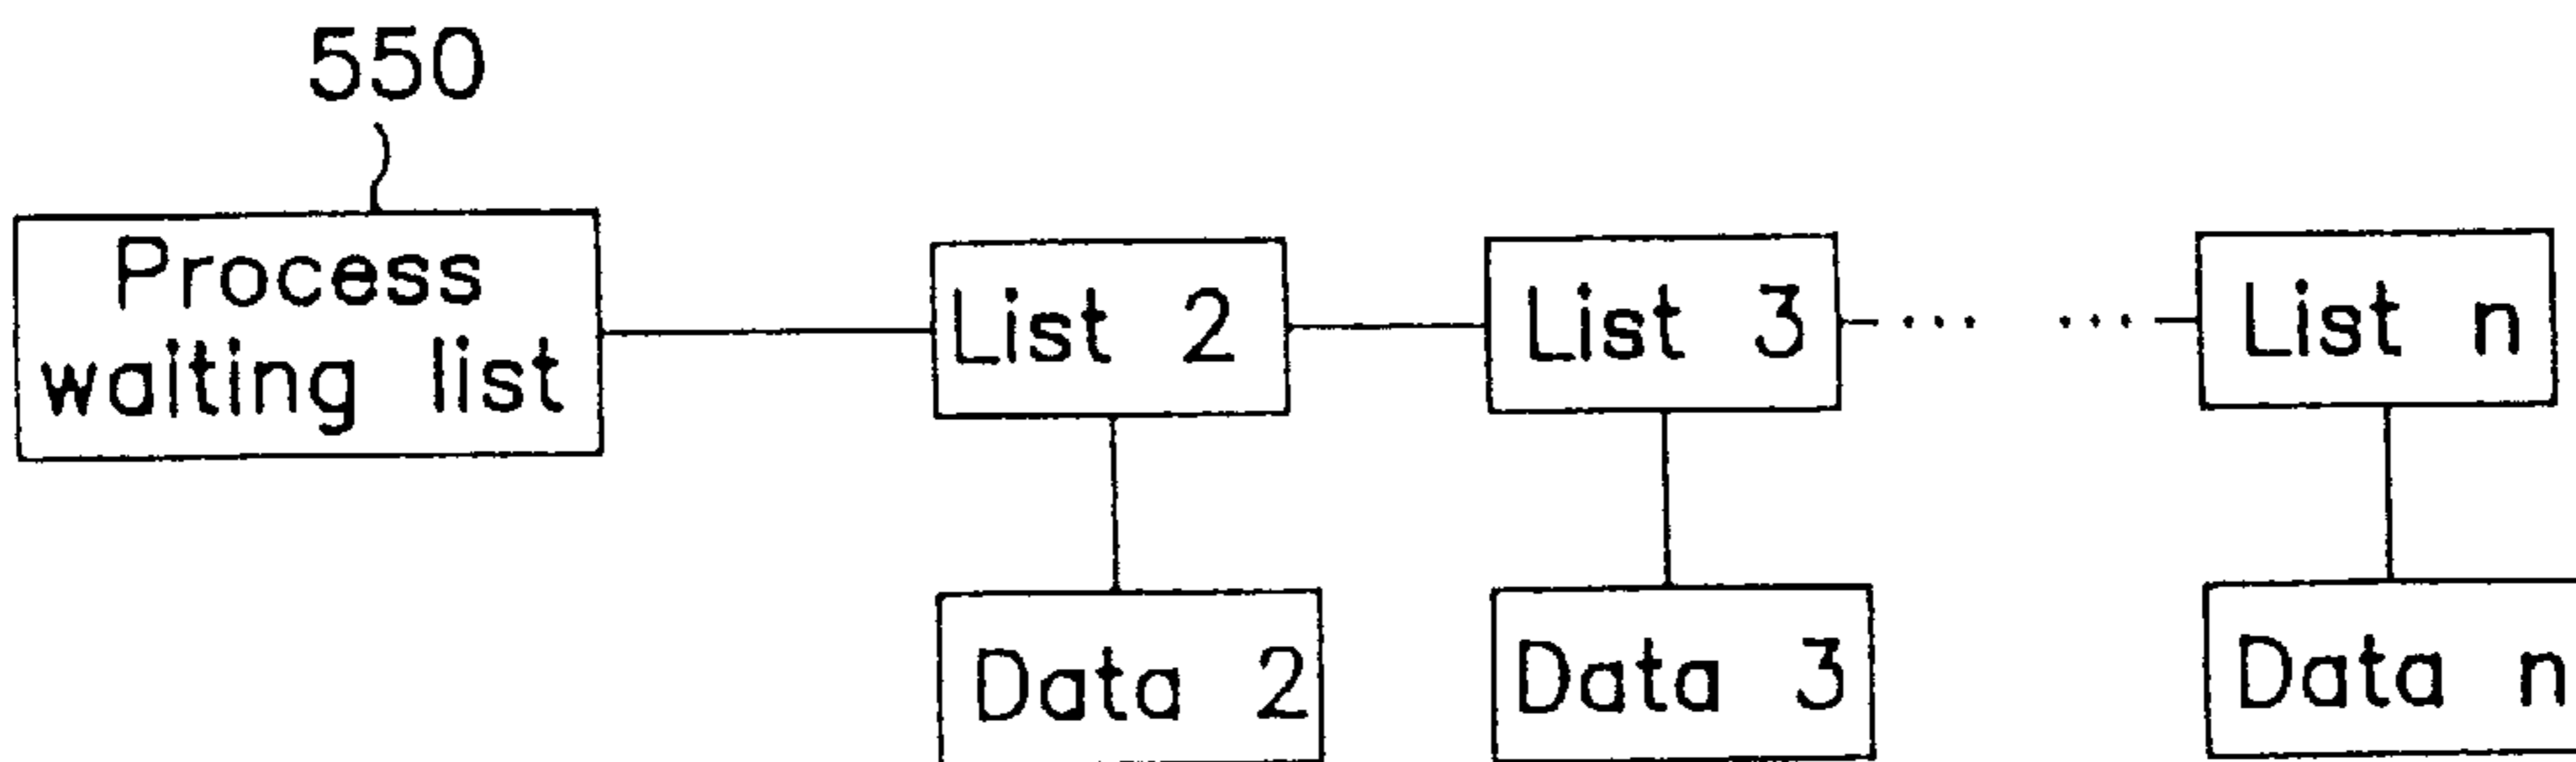 550
Process
waiting list
List 2
List 3
List n
Data 2
Data 3
Data n